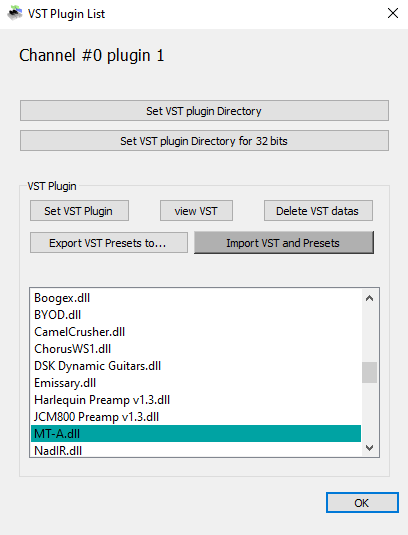 VST Plugin List
Channel #0 plugin 1
Set VST plugin Directory
Set VST plugin Directory for 32 bits
VST Plugin
Set VST Plugin
view VST
Delete VST datas
Export VST Presets to...
Import VST and Presets
Boogex.dll
BYOD.dll
CamelCrusher.dll
ChorusWS1.dll
DSK Dynamic Guitars.dll
Emissary.dll
Harlequin Preamp v1.3.dll
JCM800 Preamp v1.3.dll
MT-A.dll
NadIR.dll
OK